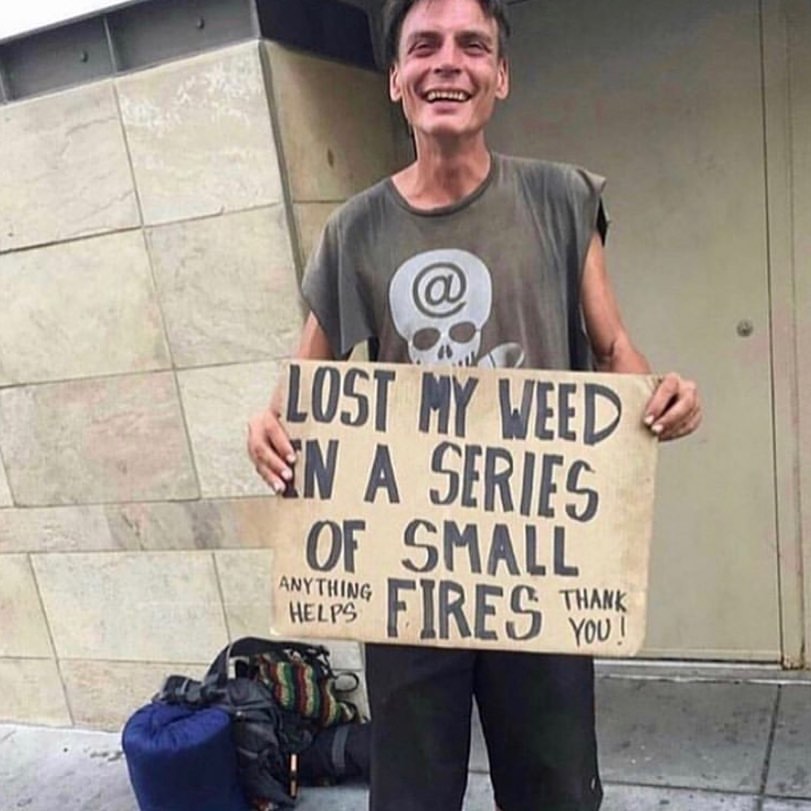 @
LOST MY WEED
IN A SERIES
OF SMALL
ANYTHING HELPS
FIRES
THANK YOU!